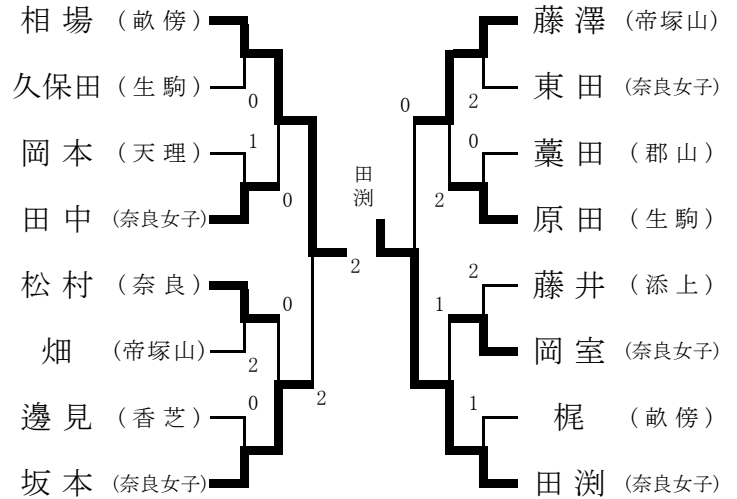 相場 (畝傍)
久保田 (生駒)
0
岡本 (天理)
1
田中 (奈良女子)
0
松村 (奈良)
0
畑 (帝塚山)
2
邊見 (香芝)
0
坂本 (奈良女子)
2
2
田渕
藤澤 (帝塚山)
0
東田 (奈良女子)
2
藁田 (郡山)
0
原田 (生駒)
2
藤井 (添上)
2
岡室 (奈良女子)
1
梶 (畝傍)
1
田渕 (奈良女子)